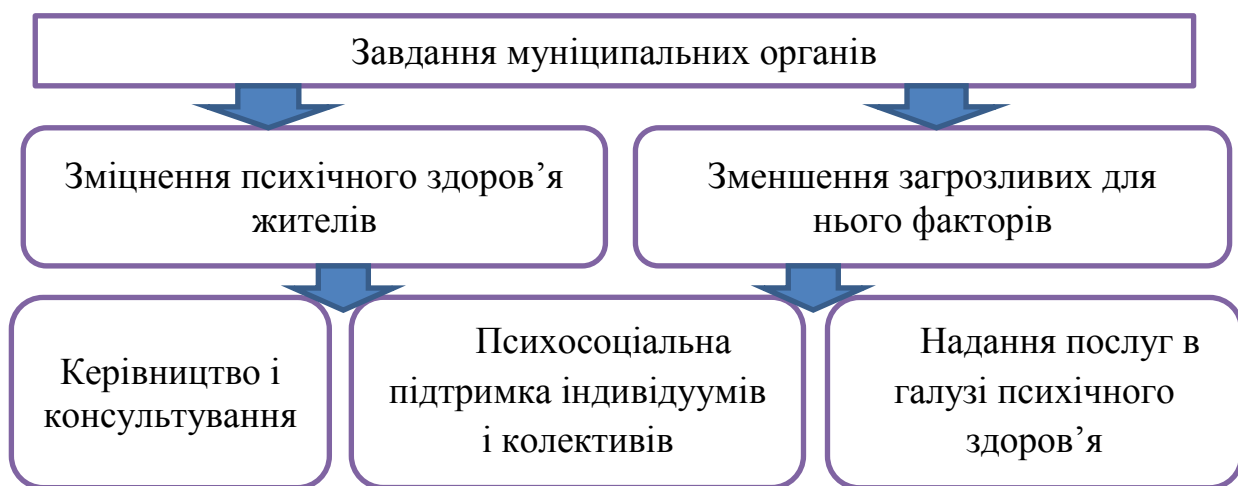 Завдання муніципальних органів
Зміцнення психічного здоров’я
жителів
Зменшення загрозливих для
нього факторів
Керівництво і
консультування
Психосоціальна
підтримка індивідуумів
і колективів
Надання послуг в
галузі психічного
здоров’я